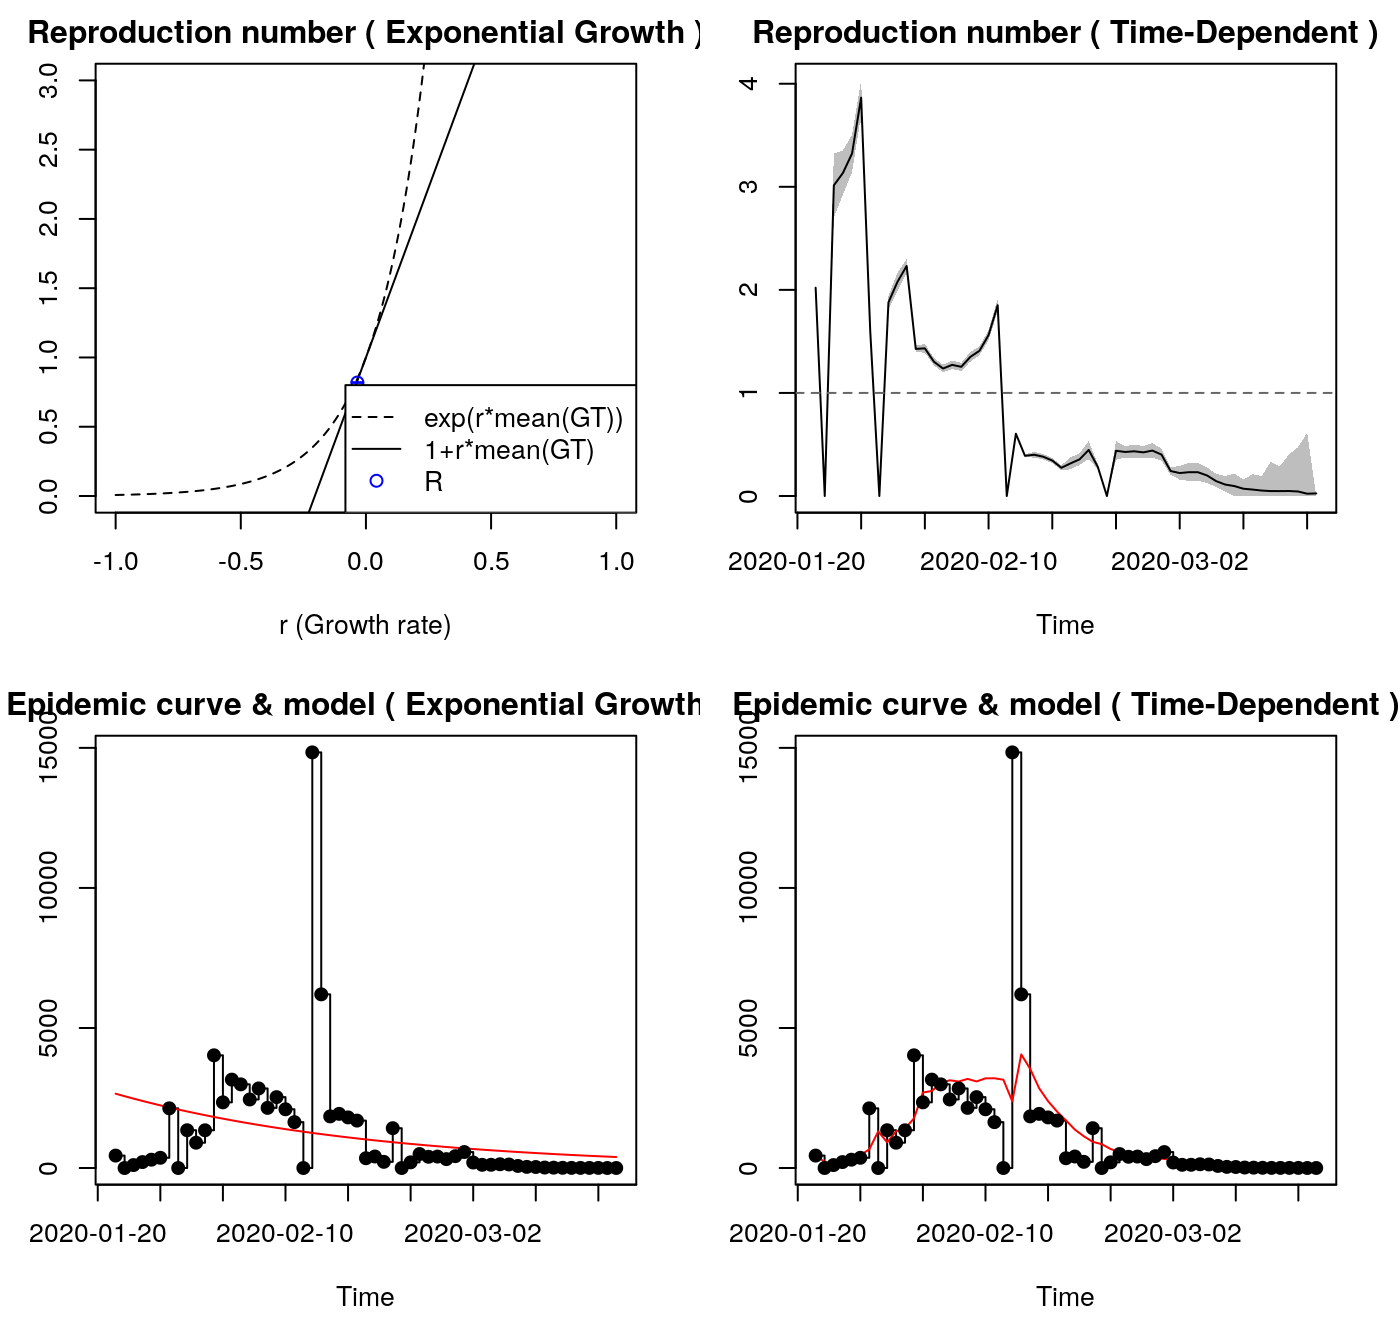 Reproduction number ( Exponential Growth )
3.0
2.5
2.0
1.5
1.0
0.5
0.0
exp(r*mean(GT))
1+r*mean(GT)
R
-1.0 -0.5 0.0 0.5 1.0
r (Growth rate)
Reproduction number ( Time-Dependent )
4
3
2
1
0
2020-01-20 2020-02-10 2020-03-02
Time
Epidemic curve & model ( Exponential Growth
15000
10000
5000
0
2020-01-20 2020-02-10 2020-03-02
Time
Epidemic curve & model ( Time-Dependent )
15000
10000
5000
0
2020-01-20 2020-02-10 2020-03-02
Time